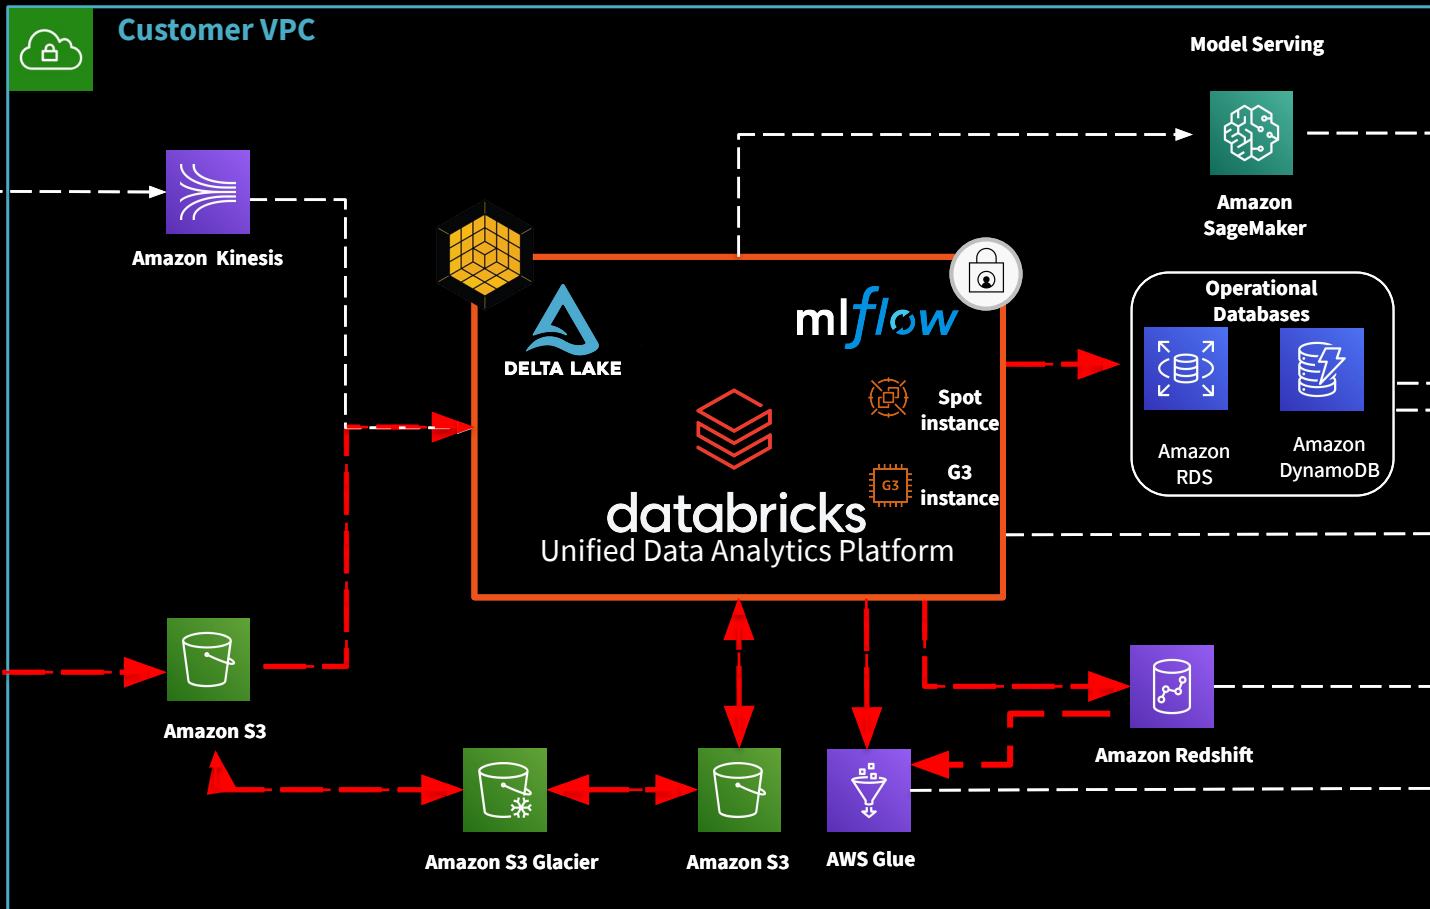 Customer VPC
Model Serving
Amazon
SageMaker
Amazon Kinesis
Operational
Databases
mlflow
DELTA LAKE
Spot
instance
Amazon
RDS
Amazon
DynamoDB
G3
G3
instance
databricks
Unified Data Analytics Platform
Amazon S3
Amazon Redshift
Amazon S3 Glacier
Amazon S3
AWS Glue